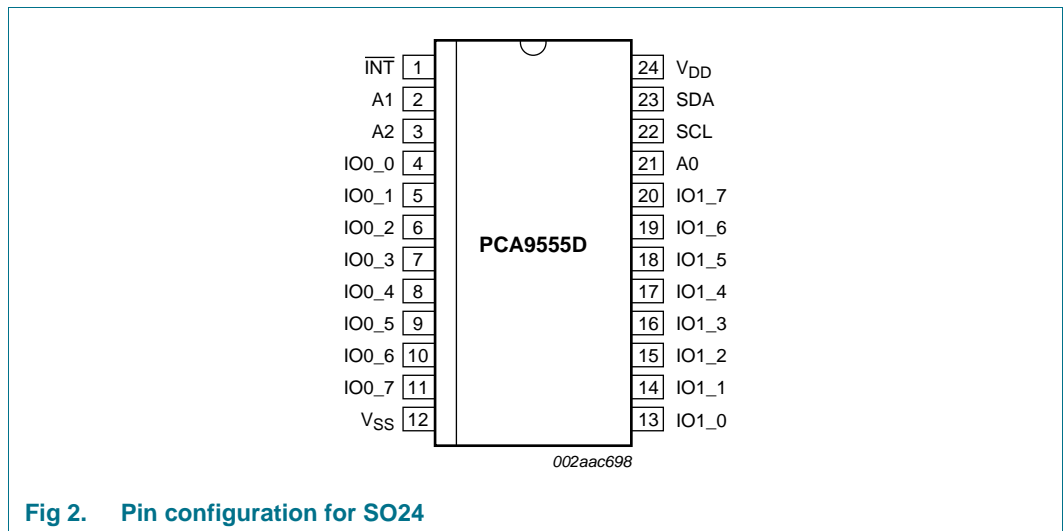 INT 1 24 VDD
A1 2 23 SDA
A2 3 22 SCL
IO0_0 4 21 A0
IO0_1 5 20 IO1_7
IO0_2 6 19 IO1_6
PCA9555D
IO0_3 7 18 IO1_5
IO0_4 8 17 IO1_4
IO0_5 9 16 IO1_3
IO0_6 10 15 IO1_2
IO0_7 11 14 IO1_1
VSS 12 13 IO1_0
002aac698
Fig 2. Pin configuration for SO24